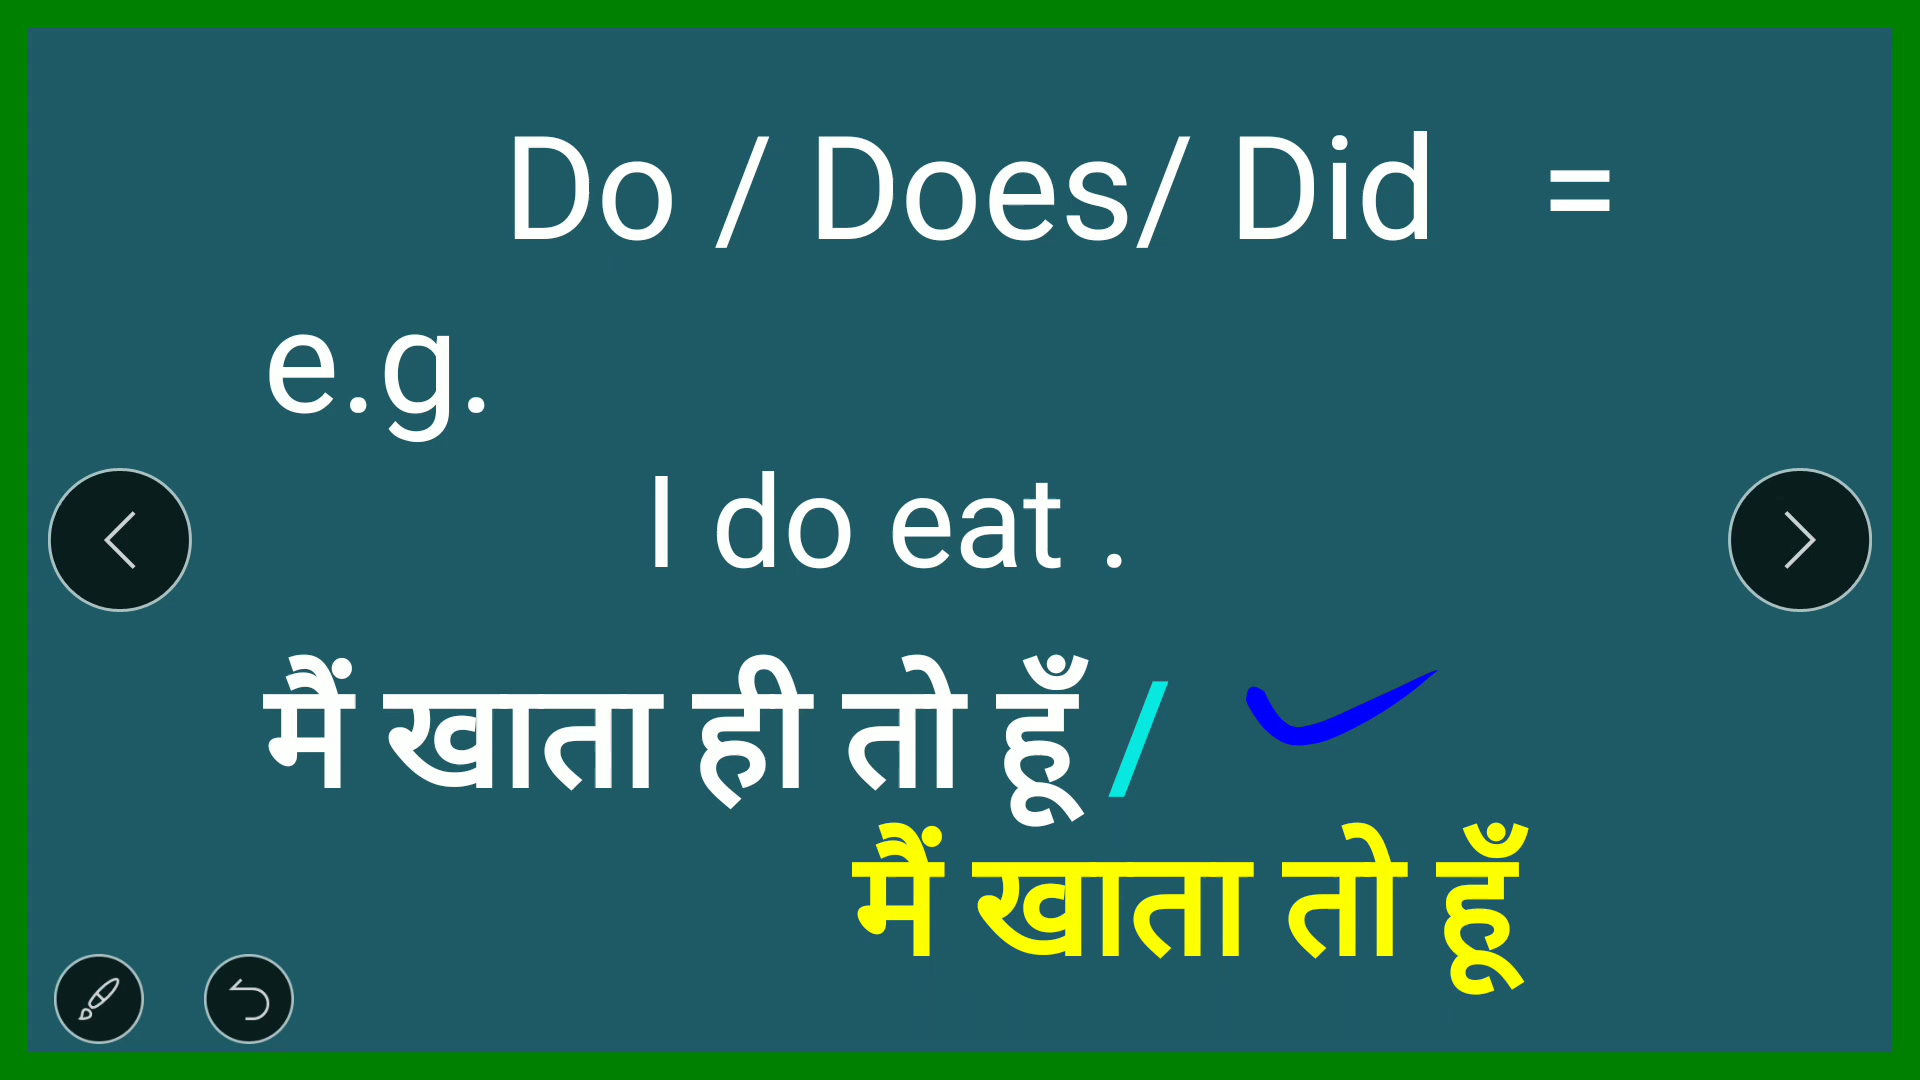 Do / Does/ Did =
e.g.
I do eat .
मैं खाता ही तो हूँ /
मैं खाता तो हूँ